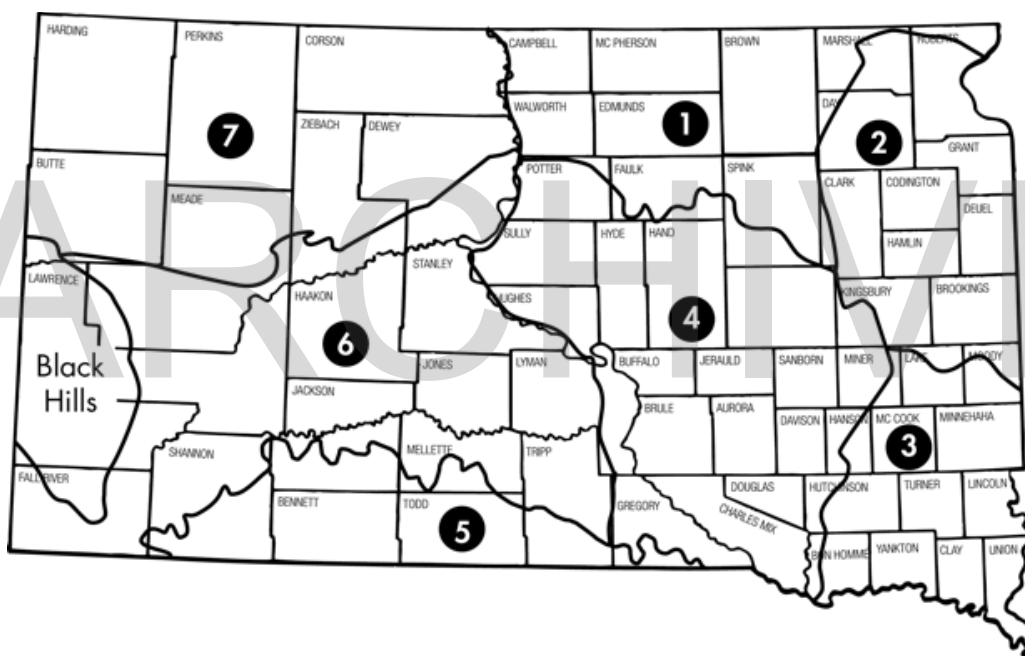 HARDING
PERKINS
CORSON
CAMPBELL
MC PHERSON
BROWN
MARSHALL
ROBERTS
WALWORTH
EDMUNDS
DAY
1
7
2
ZIEBACH
DEWEY
GRANT
BUTTE
POTTER
FAULK
SPINK
CLARK
CODINGTON
MEADE
DEUEL
SULLY
HYDE
HAND
HAMLIN
ARCHIV
STANLEY
LAWRENCE
HAAKON
HUGHES
KINGSBURY
BROOKINGS
4
6
Black
Hills
JONES
LYMAN
BUFFALO
JERAULD
SANBORN
MINER
LAKE
MOODY
JACKSON
BRULE
AURORA
DAVISON
HANSON
MC COOK
MINNEHAHA
3
SHANNON
MELLETTE
TRIPP
FALL RIVER
DOUGLAS
HUTCHINSON
TURNER
LINCOLN
BENNETT
TODD
GREGORY
CHARLES MIX
5
BON HOMME
YANKTON
CLAY
UNION